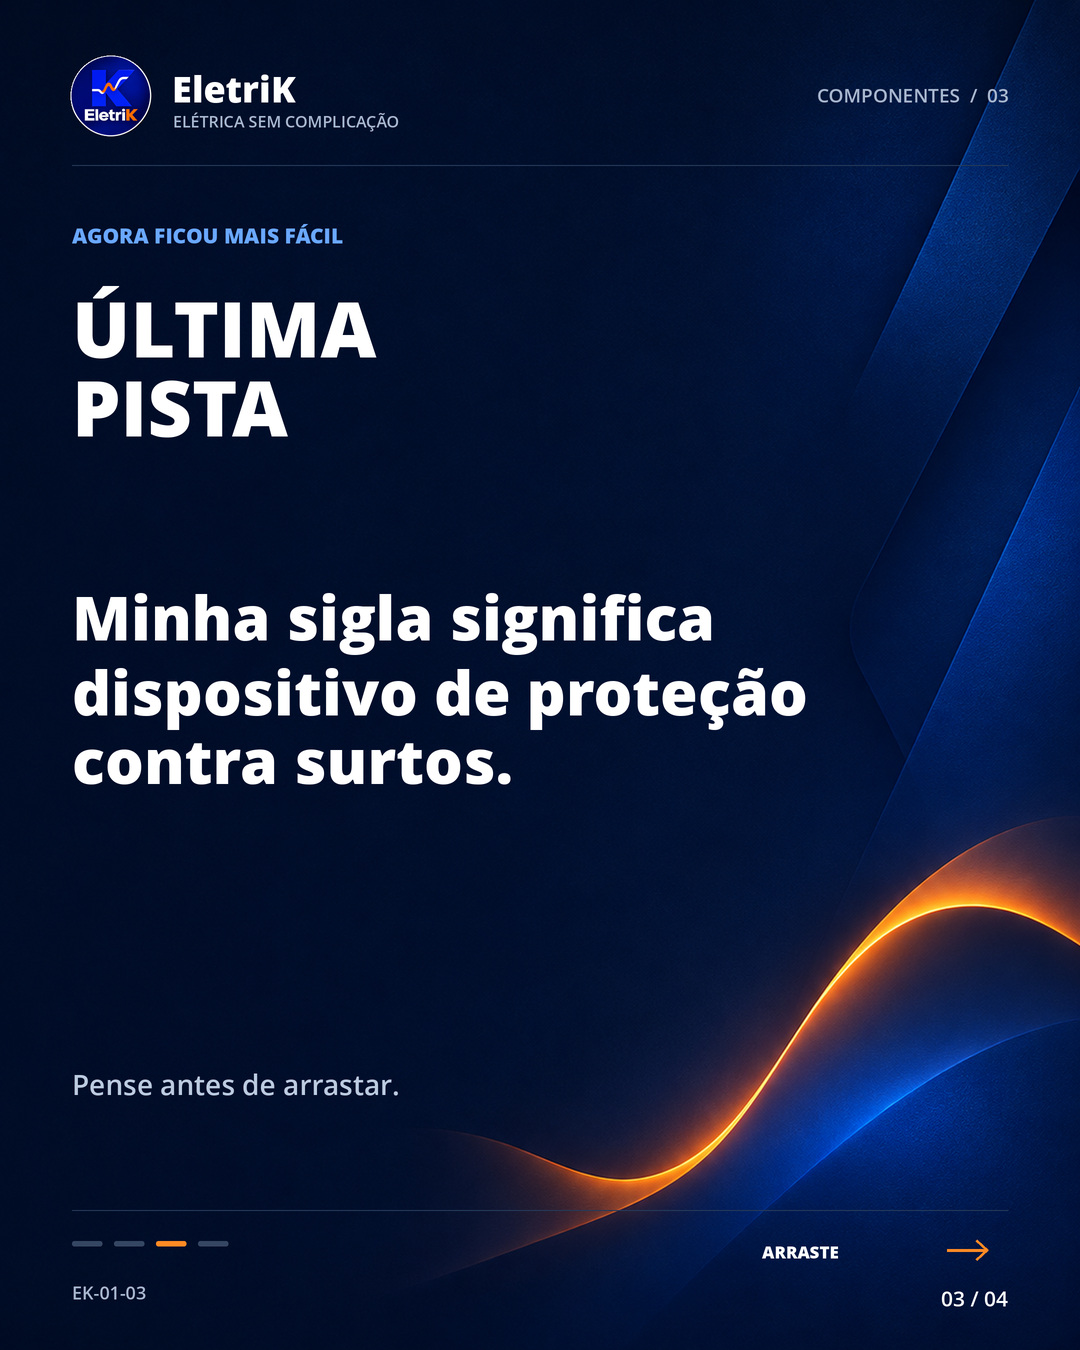 K
EletriK
EletriK
ELÉTRICA SEM COMPLICAÇÃO
COMPONENTES / 03
AGORA FICOU MAIS FÁCIL
ÚLTIMA
PISTA
Minha sigla significa
dispositivo de proteção
contra surtos.
Pense antes de arrastar.
ARRASTE
EK-01-03
03 / 04